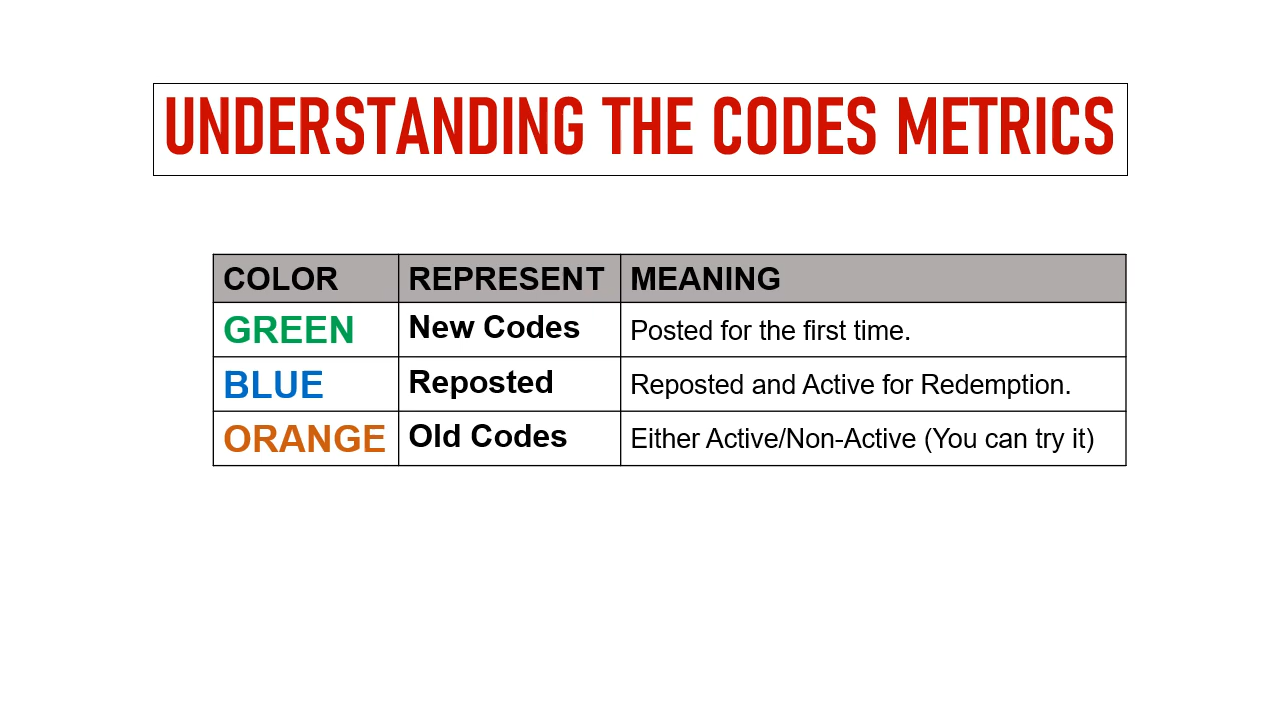 UNDERSTANDING THE CODES METRICS
COLOR REPRESENT MEANING
GREEN New Codes Posted for the first time.
BLUE Reposted Reposted and Active for Redemption.
ORANGE Old Codes Either Active/Non-Active (You can try it)